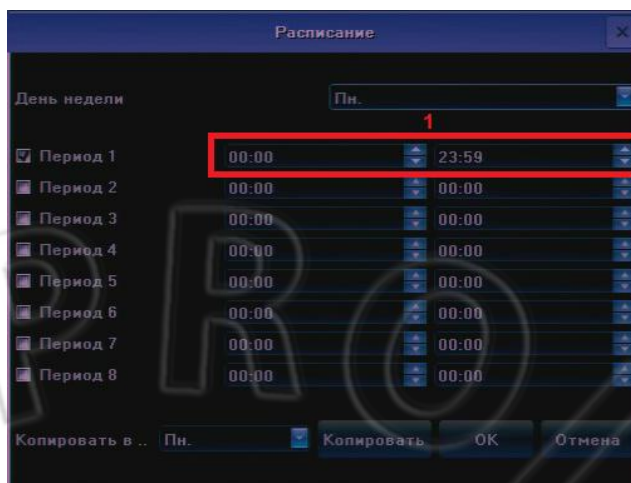 Расписание
День недели Пн.
1
Период 1 00:00 23:59
Период 2 00:00 00:00
Период 3 00:00 00:00
Период 4 00:00 00:00
Период 5 00:00 00:00
Период 6 00:00 00:00
Период 7 00:00 00:00
Период 8 00:00 00:00
Копировать в .. Пн. Копировать OK Отмена
PRO